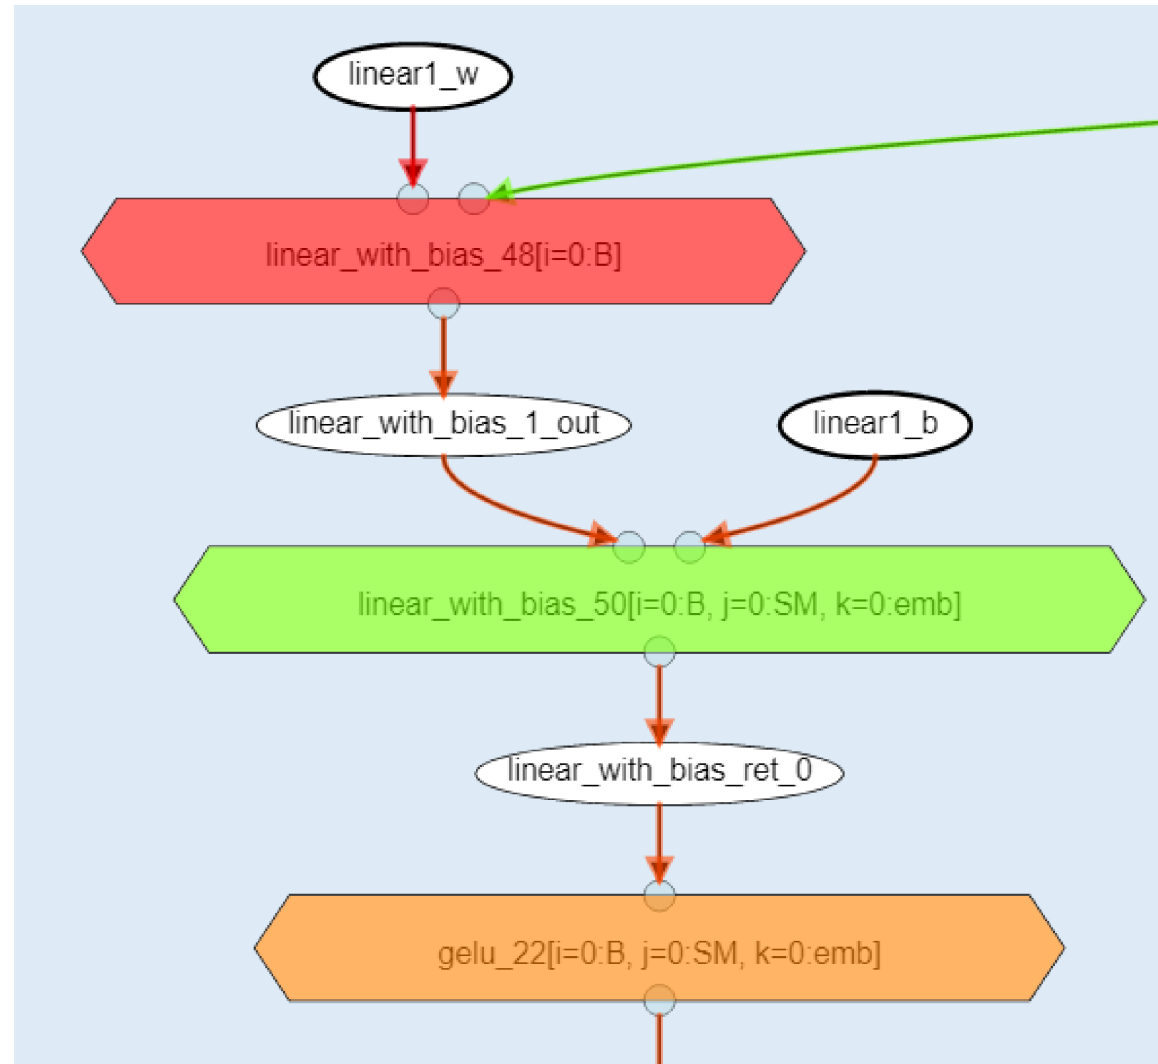 linear1_w
linear_with_bias_48[i=0:B]
linear_with_bias_1_out
linear1_b
linear_with_bias_50[i=0:B, j=0:SM, k=0:emb]
linear_with_bias_ret_0
gelu_22[i=0:B, j=0:SM, k=0:emb]